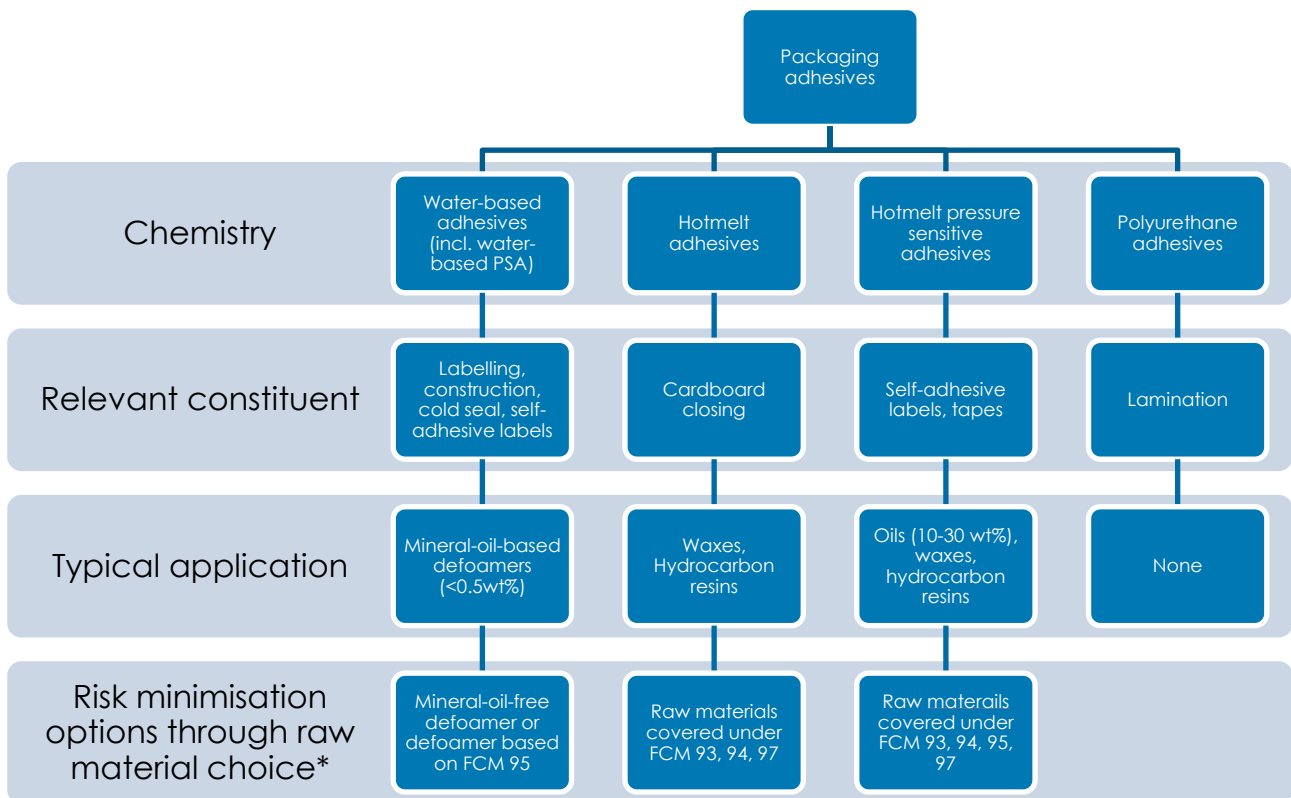 Packaging
adhesives
Chemistry
Water-based
adhesives
(incl. water-
based PSA)
Hotmelt
adhesives
Hotmelt pressure
sensitive
adhesives
Polyurethane
adhesives
Relevant constituent
Labelling,
construction,
cold seal, self-
adhesive labels
Cardboard
closing
Self-adhesive
labels, tapes
Lamination
Typical application
Mineral-oil-based
defoamers
(<0.5wt%)
Waxes,
Hydrocarbon
resins
Oils (10-30 wt%),
waxes,
hydrocarbon
resins
None
Risk minimisation
options through raw
material choice*
Mineral-oil-free
defoamer or
defoamer based
on FCM 95
Raw materials
covered under
FCM 93, 94, 97
Raw materails
covered under
FCM 93, 94, 95,
97